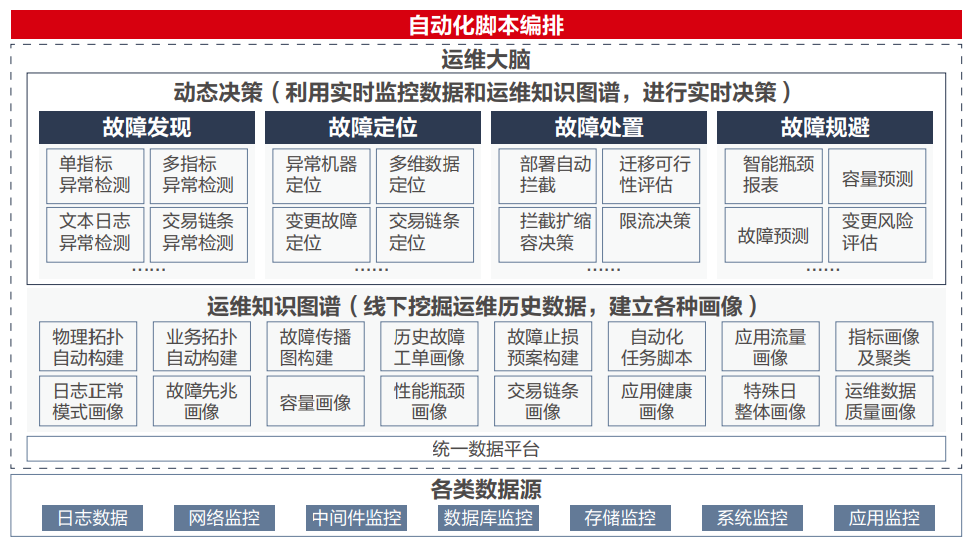 自动化脚本编排
运维大脑
动态决策（利用实时监控数据和运维知识图谱，进行实时决策）
故障发现
单指标
异常检测
多指标
异常检测
文本日志
异常检测
交易链条
异常检测
……
故障定位
异常机器
定位
多维数据
定位
变更故障
定位
交易链条
定位
……
故障处置
部署自动
拦截
迁移可行
性评估
拦截扩缩
容决策
限流决策
……
故障规避
智能瓶颈
报表
容量预测
故障预测
变更风险
评估
……
运维知识图谱（线下挖掘运维历史数据，建立各种画像）
物理拓扑
自动构建
业务拓扑
自动构建
故障传播
图构建
历史故障
工单画像
故障止损
预案构建
自动化
任务脚本
应用流量
画像
指标画像
及聚类
日志正常
模式画像
故障先兆
画像
容量画像
性能瓶颈
画像
交易链条
画像
应用健康
画像
特殊日
整体画像
运维数据
质量画像
统一数据平台
各类数据源
日志数据
网络监控
中间件监控
数据库监控
存储监控
系统监控
应用监控